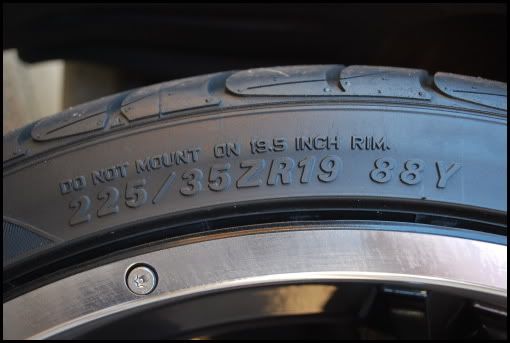 DO NOT MOUNT ON 19.5 INCH RIM.
225/35ZR19 88Y